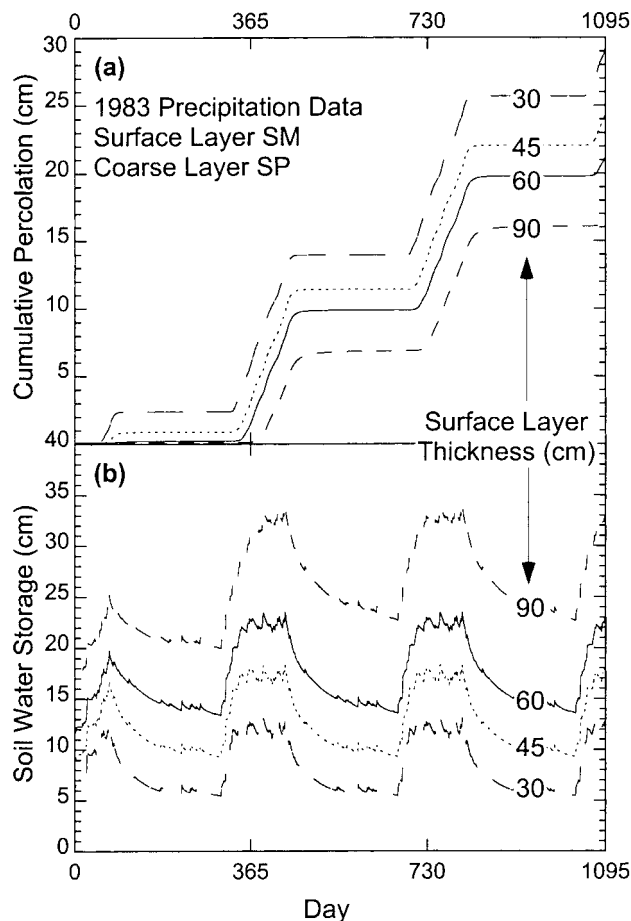 0 365 730 1095
30
25
20
15
10
5
40
Cumulative Percolation (cm)
(a)
1983 Precipitation Data
Surface Layer SM
Coarse Layer SP
30
45
60
90
Surface Layer
Thickness (cm)
(b)
35
30
25
20
15
10
5
0
Soil Water Storage (cm)
90
60
45
30
0 365 730 1095
Day